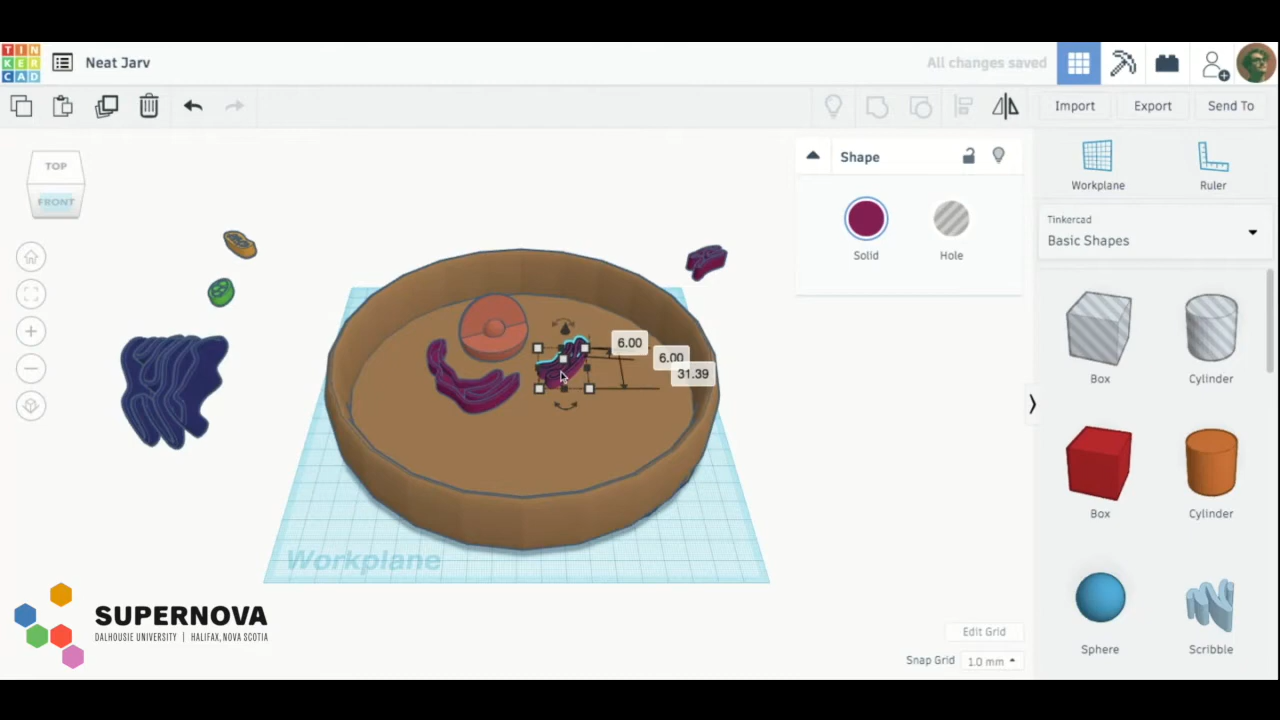 TIN
KER
CAD
Neat Jarv
All changes saved
Import
Export
Send To
TOP
FRONT
Shape
Solid
Hole
Workplane
Ruler
Tinkercad
Basic Shapes
6.00
6.00
31.39
Box
Cylinder
Box
Cylinder
Sphere
Scribble
Workplane
Edit Grid
Snap Grid
1.0 mm
SUPERNOVA
DALHOUSIE UNIVERSITY | HALIFAX, NOVA SCOTIA